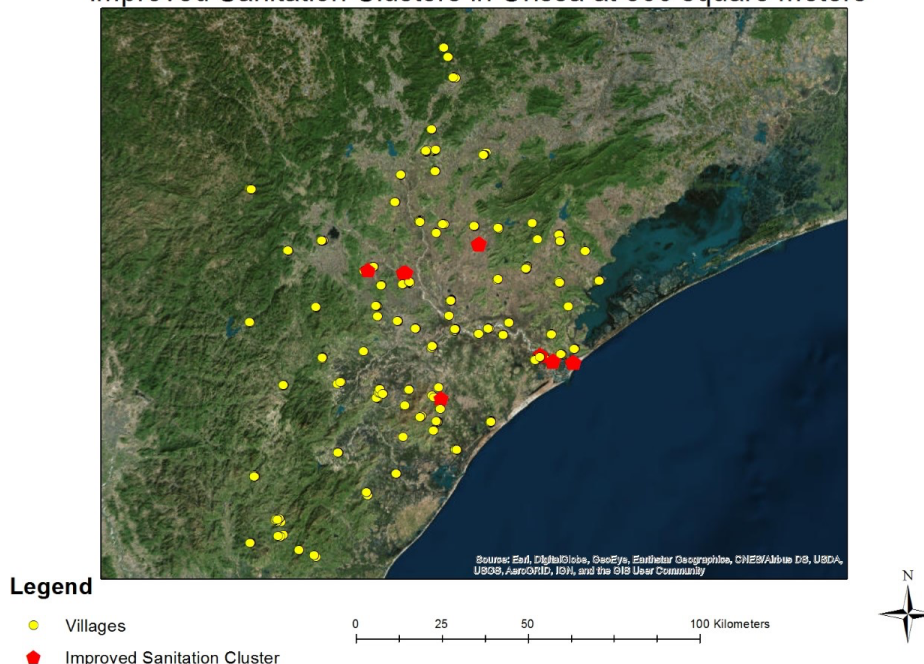 Improved Sanitation Clusters in Orissa at 500 square meters
Source: Esri, DigitalGlobe, GeoEye, Earthstar Geographics, CNES/Airbus DS, USDA,
USGS, AeroGRID, IGN, and the GIS User Community
Legend
Villages
Improved Sanitation Cluster
0 25 50 100 Kilometers
N